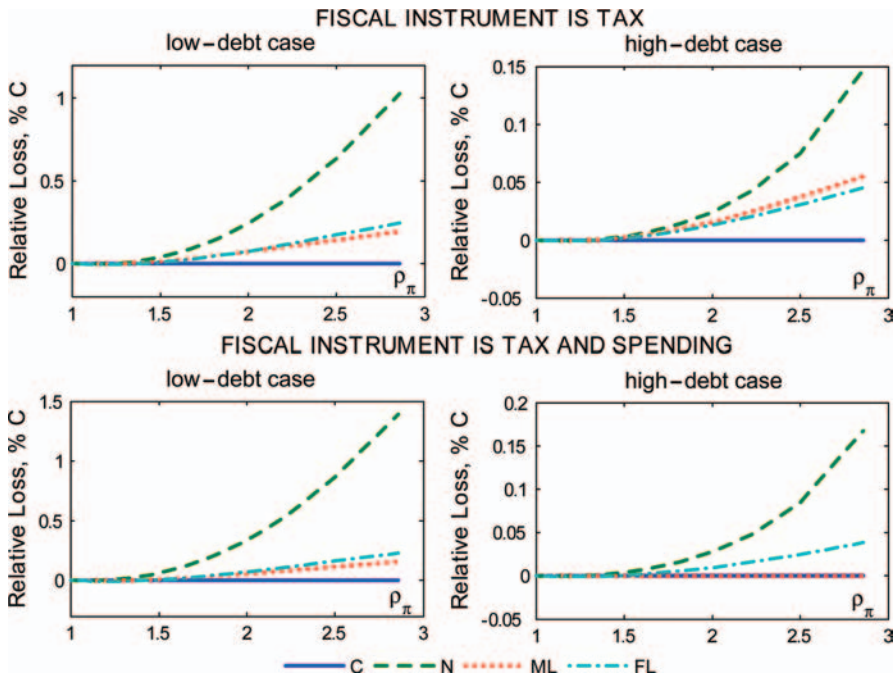 FISCAL INSTRUMENT IS TAX
low-debt case
high-debt case
Relative Loss, % C
1
0.5
0
1 1.5 2 2.5 3
ρπ
Relative Loss, % C
0.15
0.1
0.05
0
-0.05
1 1.5 2 2.5 3
ρπ
FISCAL INSTRUMENT IS TAX AND SPENDING
low-debt case
high-debt case
Relative Loss, % C
1.5
1
0.5
0
1 1.5 2 2.5 3
ρπ
Relative Loss, % C
0.2
0.15
0.1
0.05
0
-0.05
1 1.5 2 2.5 3
ρπ
C N ML FL